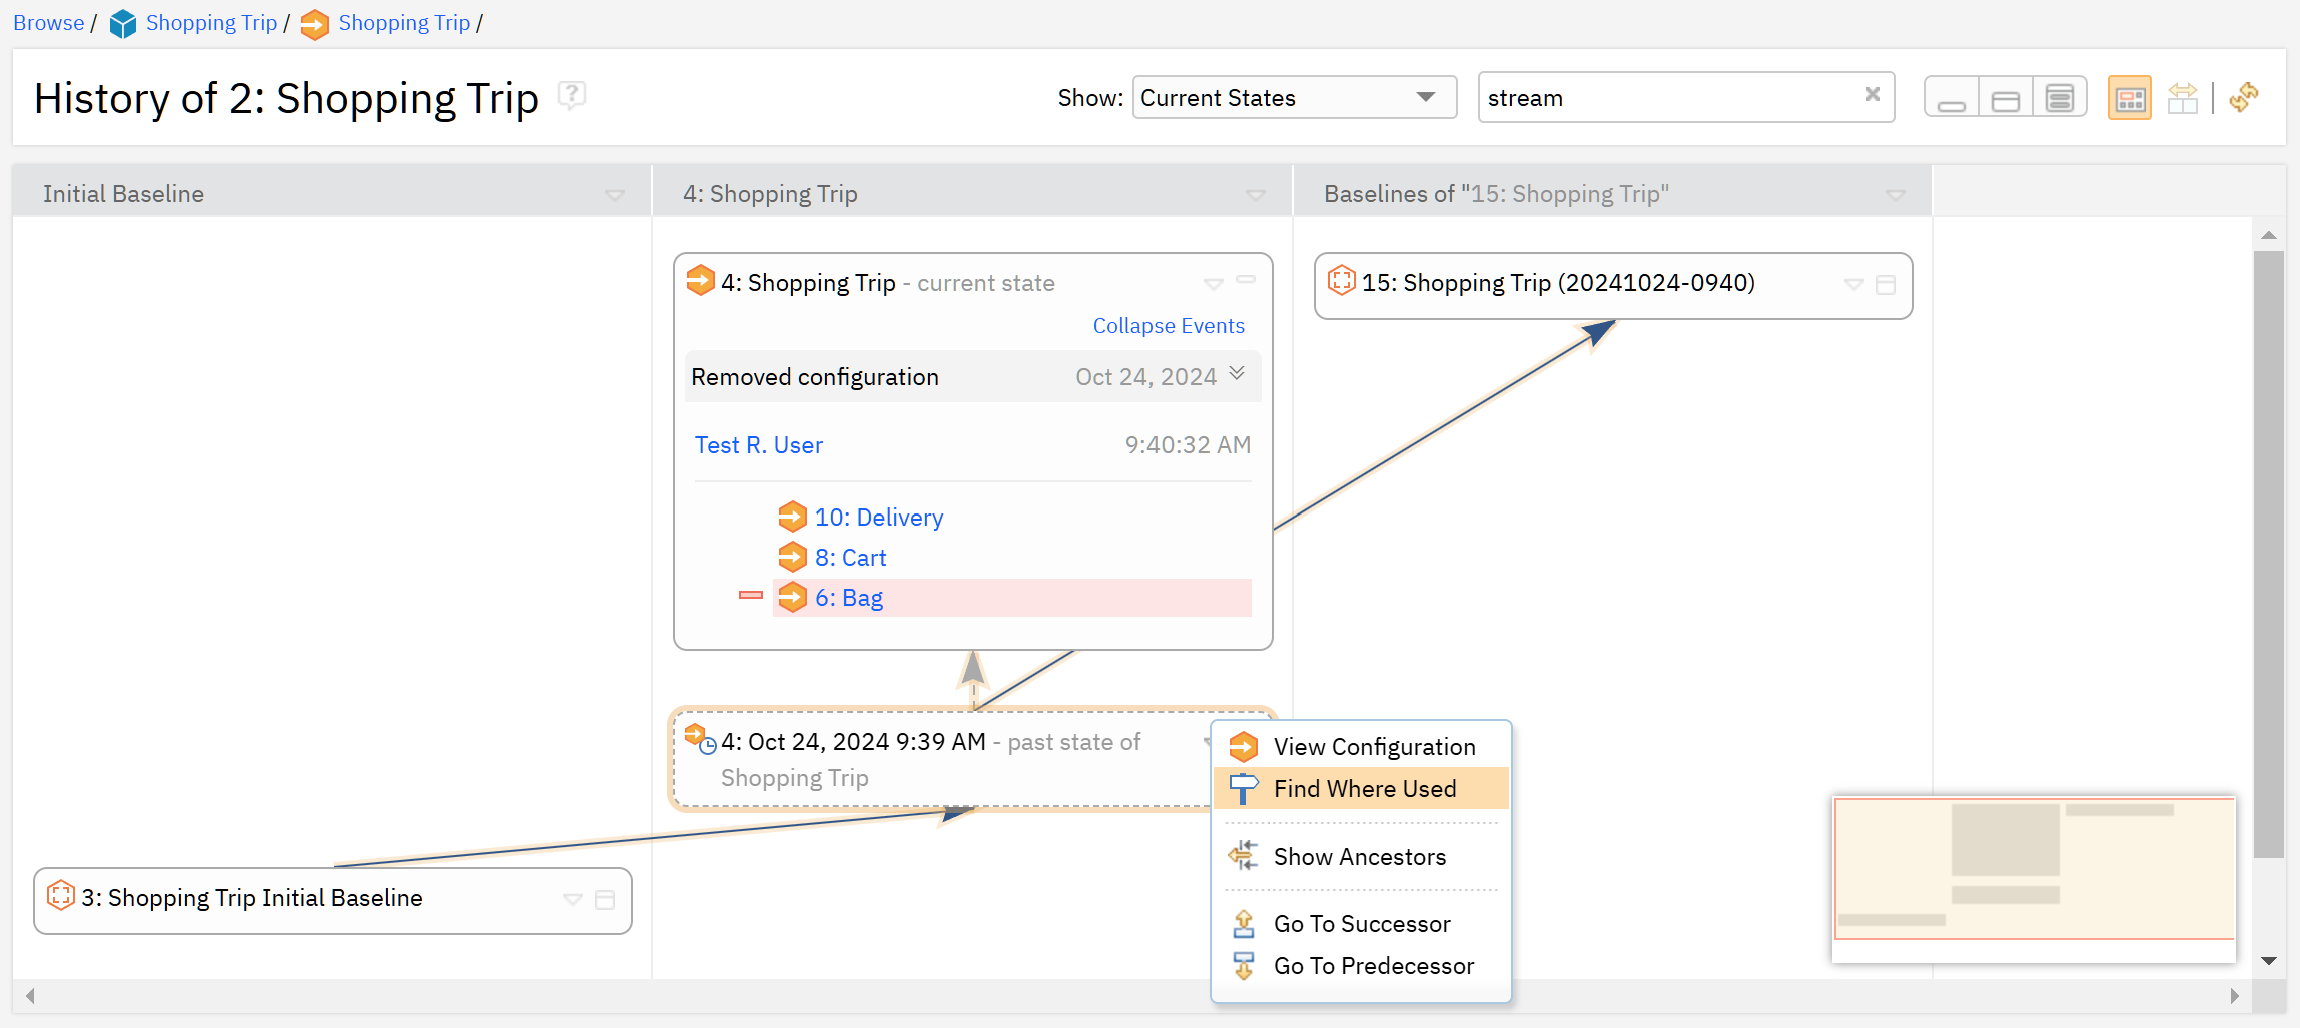 Browse / Shopping Trip / Shopping Trip /
History of 2: Shopping Trip ?
Show: Current States stream
Initial Baseline
4: Shopping Trip
Baselines of "15: Shopping Trip"
4: Shopping Trip - current state
Collapse Events
Removed configuration Oct 24, 2024
Test R. User 9:40:32 AM
10: Delivery
8: Cart
6: Bag
15: Shopping Trip (20241024-0940)
4: Oct 24, 2024 9:39 AM - past state of
Shopping Trip
3: Shopping Trip Initial Baseline
View Configuration
Find Where Used
Show Ancestors
Go To Successor
Go To Predecessor